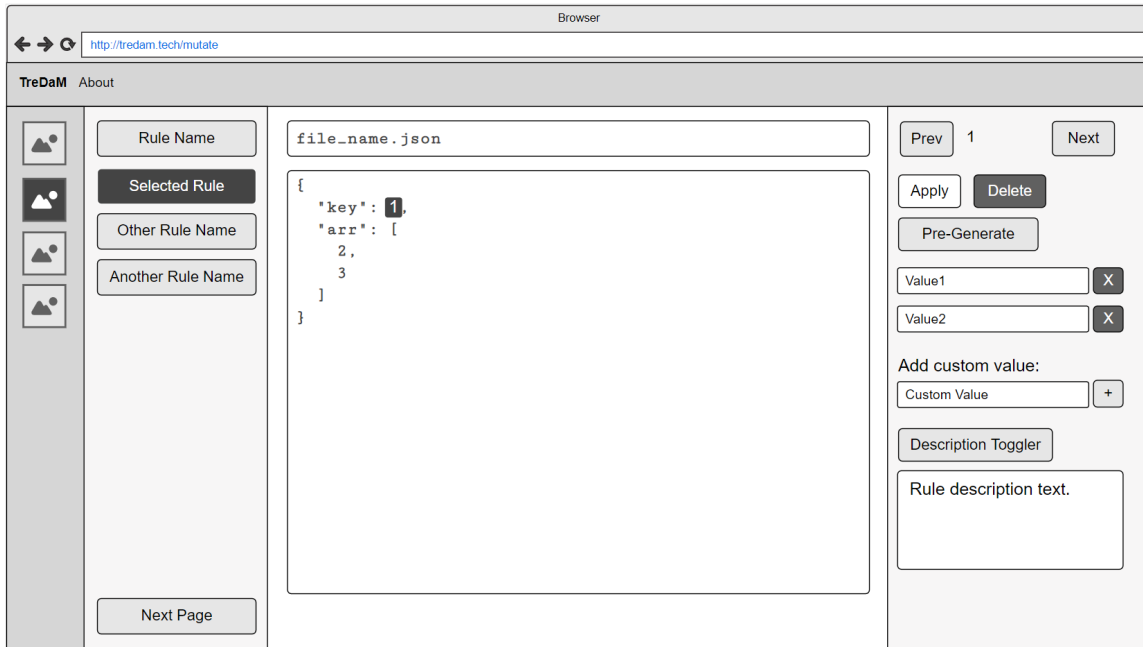 Browser
http://tredam.tech/mutate
TreDaM About
Rule Name
Selected Rule
Other Rule Name
Another Rule Name
Next Page
file_name.json
{
"key": 1,
"arr": [
2,
3
]
}
Prev 1 Next
Apply Delete
Pre-Generate
Value1 X
Value2 X
Add custom value:
Custom Value +
Description Toggler
Rule description text.